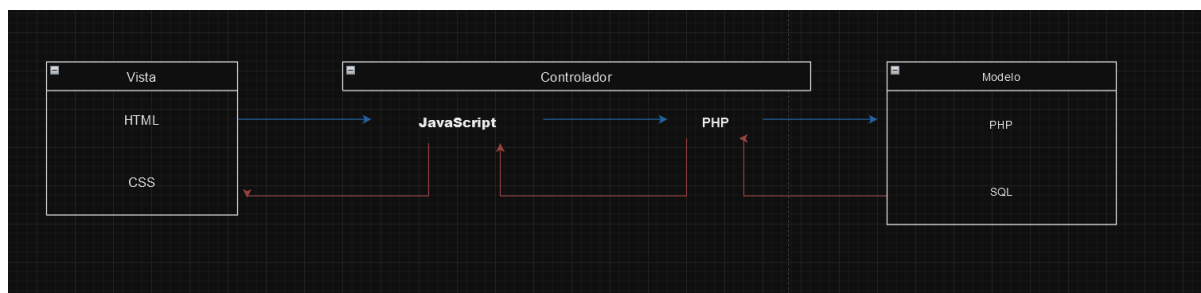 Vista
HTML
CSS
Controlador
JavaScript
PHP
Modelo
PHP
SQL